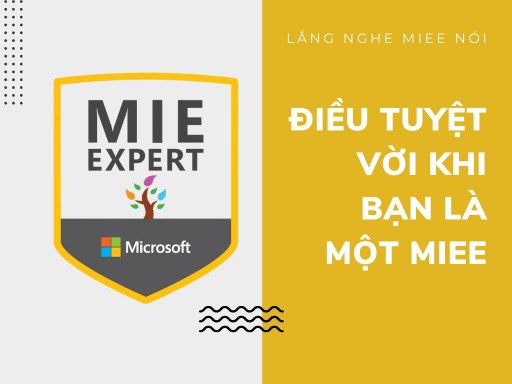 LẮNG NGHE MIEE NÓI
MIE
EXPERT
Microsoft
ĐIỀU TUYỆT
VỜI KHI
BẠN LÀ
MỘT MIEE